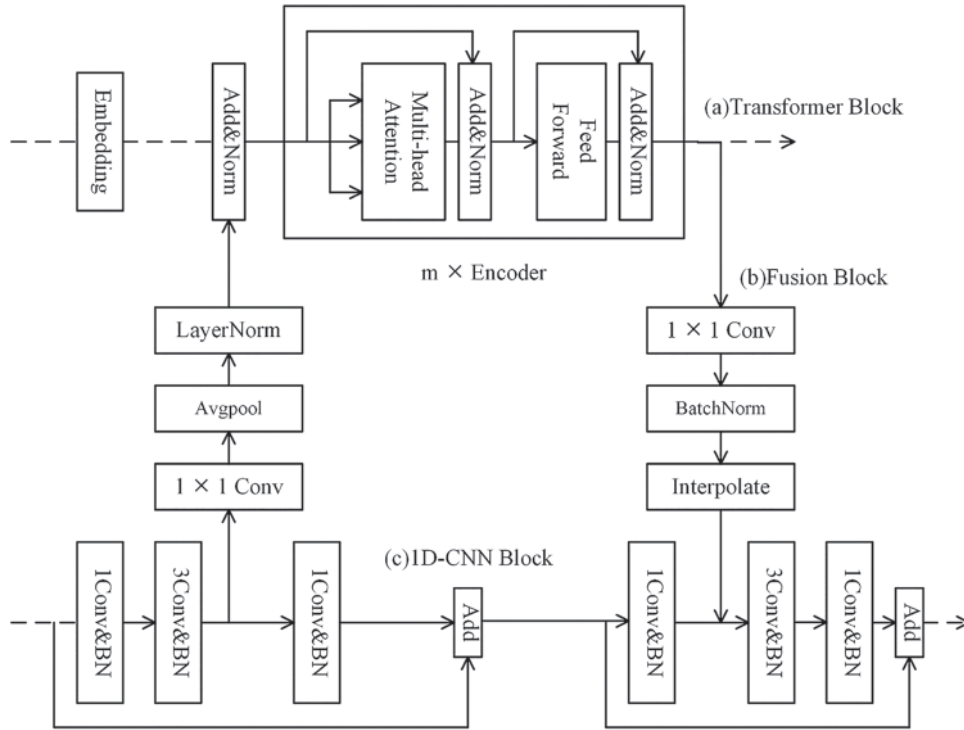 Embedding
Add&Norm
Multi-head
Attention
Add&Norm
Feed
Forward
Add&Norm
(a)Transformer Block
m × Encoder
(b)Fusion Block
LayerNorm
Avgpool
1 × 1 Conv
1 × 1 Conv
BatchNorm
Interpolate
(c)1D-CNN Block
1Conv&BN
3Conv&BN
1Conv&BN
Add
1Conv&BN
3Conv&BN
1Conv&BN
Add